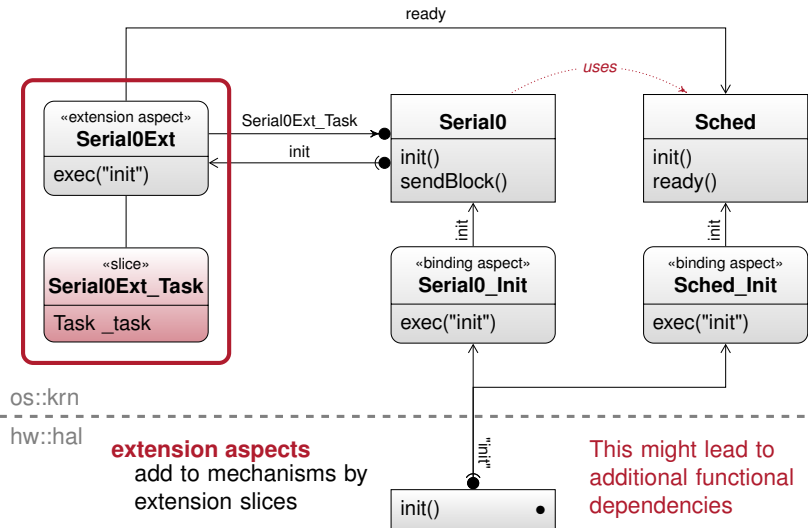 ready
uses
«extension aspect»
Serial0Ext
exec("init")
Serial0Ext_Task
init
Serial0
init()
sendBlock()
Sched
init()
ready()
init
init
«slice»
Serial0Ext_Task
Task _task
«binding aspect»
Serial0_Init
exec("init")
«binding aspect»
Sched_Init
exec("init")
os::krn
hw::hal
extension aspects
add to mechanisms by
extension slices
"init"
init()
This might lead to
additional functional
dependencies